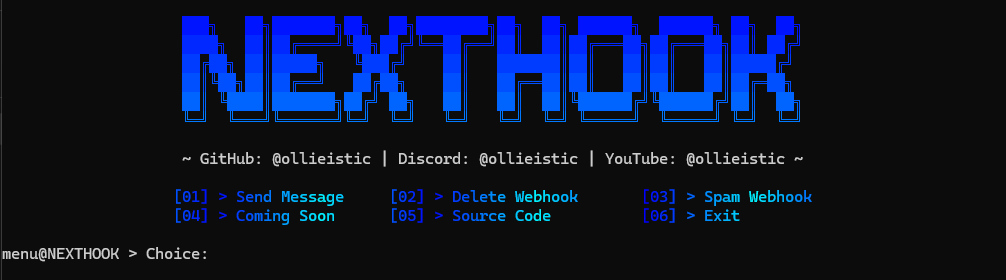 NEXTHOOK
~ GitHub: @ollieistic | Discord: @ollieistic | YouTube: @ollieistic ~
[01] > Send Message [02] > Delete Webhook [03] > Spam Webhook
[04] > Coming Soon [05] > Source Code [06] > Exit
menu@NEXTHOOK > Choice: